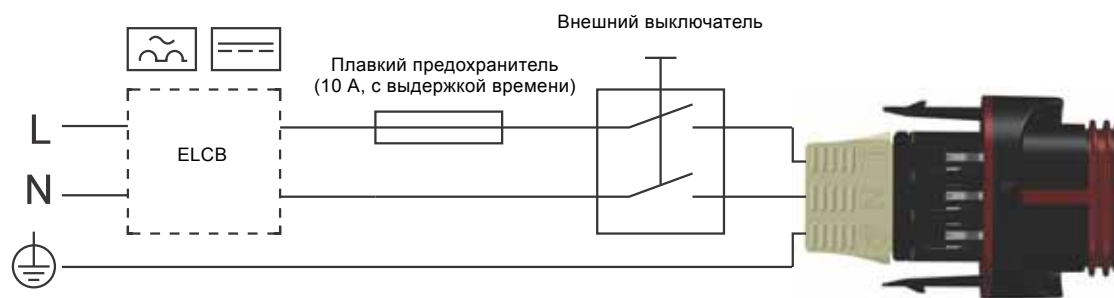 Внешний выключатель
Плавкий предохранитель
(10 А, с выдержкой времени)
L
ELCB
N